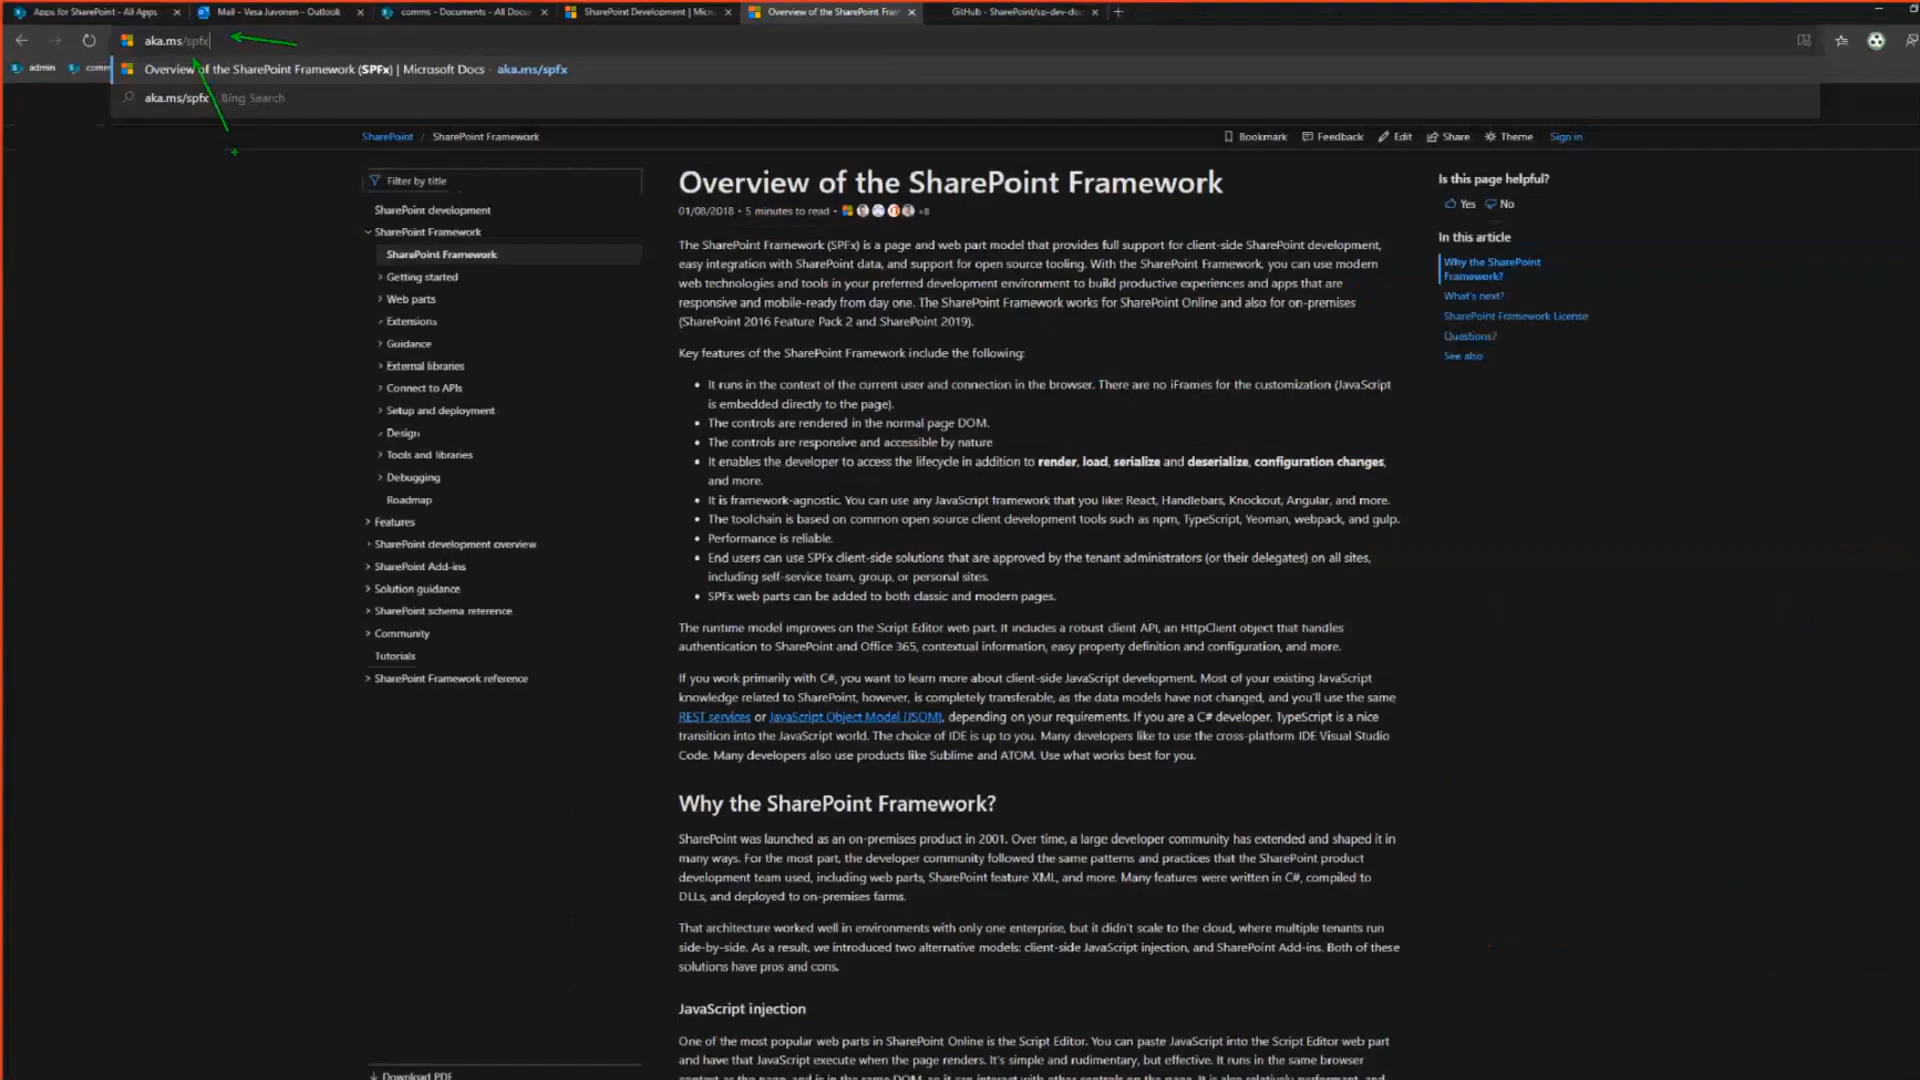 Apps for SharePoint - All Apps
Mail - Vesa Juvonen - Outlook
comms - Documents - All Docu
SharePoint Development | Micro
Overview of the SharePoint Fram
GitHub - SharePoint/sp-dev-doc
aka.ms/spfx
admin
comm
Overview of the SharePoint Framework (SPFx) | Microsoft Docs - aka.ms/spfx
aka.ms/spfx - Bing Search
SharePoint / SharePoint Framework
Bookmark
Feedback
Edit
Share
Theme
Sign in
Filter by title
SharePoint development
SharePoint Framework
SharePoint Framework
Getting started
Web parts
Extensions
Guidance
External libraries
Connect to APIs
Setup and deployment
Design
Tools and libraries
Debugging
Roadmap
Features
SharePoint development overview
SharePoint Add-ins
Solution guidance
SharePoint schema reference
Community
Tutorials
SharePoint Framework reference
Download PDF
Overview of the SharePoint Framework
01/08/2018 • 5 minutes to read • +8
The SharePoint Framework (SPFx) is a page and web part model that provides full support for client-side SharePoint development,
easy integration with SharePoint data, and support for open source tooling. With the SharePoint Framework, you can use modern
web technologies and tools in your preferred development environment to build productive experiences and apps that are
responsive and mobile-ready from day one. The SharePoint Framework works for SharePoint Online and also for on-premises
(SharePoint 2016 Feature Pack 2 and SharePoint 2019).
Key features of the SharePoint Framework include the following:
• It runs in the context of the current user and connection in the browser. There are no iFrames for the customization (JavaScript
is embedded directly to the page).
• The controls are rendered in the normal page DOM.
• The controls are responsive and accessible by nature
• It enables the developer to access the lifecycle in addition to render, load, serialize and deserialize, configuration changes,
and more.
• It is framework-agnostic. You can use any JavaScript framework that you like: React, Handlebars, Knockout, Angular, and more.
• The toolchain is based on common open source client development tools such as npm, TypeScript, Yeoman, webpack, and gulp.
• Performance is reliable.
• End users can use SPFx client-side solutions that are approved by the tenant administrators (or their delegates) on all sites,
including self-service team, group, or personal sites.
• SPFx web parts can be added to both classic and modern pages.
The runtime model improves on the Script Editor web part. It includes a robust client API, an HttpClient object that handles
authentication to SharePoint and Office 365, contextual information, easy property definition and configuration, and more.
If you work primarily with C#, you want to learn more about client-side JavaScript development. Most of your existing JavaScript
knowledge related to SharePoint, however, is completely transferable, as the data models have not changed, and you'll use the same
REST services or JavaScript Object Model (JSOM), depending on your requirements. If you are a C# developer, TypeScript is a nice
transition into the JavaScript world. The choice of IDE is up to you. Many developers like to use the cross-platform IDE Visual Studio
Code. Many developers also use products like Sublime and ATOM. Use what works best for you.
Why the SharePoint Framework?
SharePoint was launched as an on-premises product in 2001. Over time, a large developer community has extended and shaped it in
many ways. For the most part, the developer community followed the same patterns and practices that the SharePoint product
development team used, including web parts, SharePoint feature XML, and more. Many features were written in C#, compiled to
DLLs, and deployed to on-premises farms.
That architecture worked well in environments with only one enterprise, but it didn't scale to the cloud, where multiple tenants run
side-by-side. As a result, we introduced two alternative models: client-side JavaScript injection, and SharePoint Add-ins. Both of these
solutions have pros and cons.
JavaScript injection
One of the most popular web parts in SharePoint Online is the Script Editor. You can paste JavaScript into the Script Editor web part
and have that JavaScript execute when the page renders. It's simple and rudimentary, but effective. It runs in the same browser
Is this page helpful?
Yes
No
In this article
Why the SharePoint
Framework?
What's next?
SharePoint Framework License
Questions?
See also